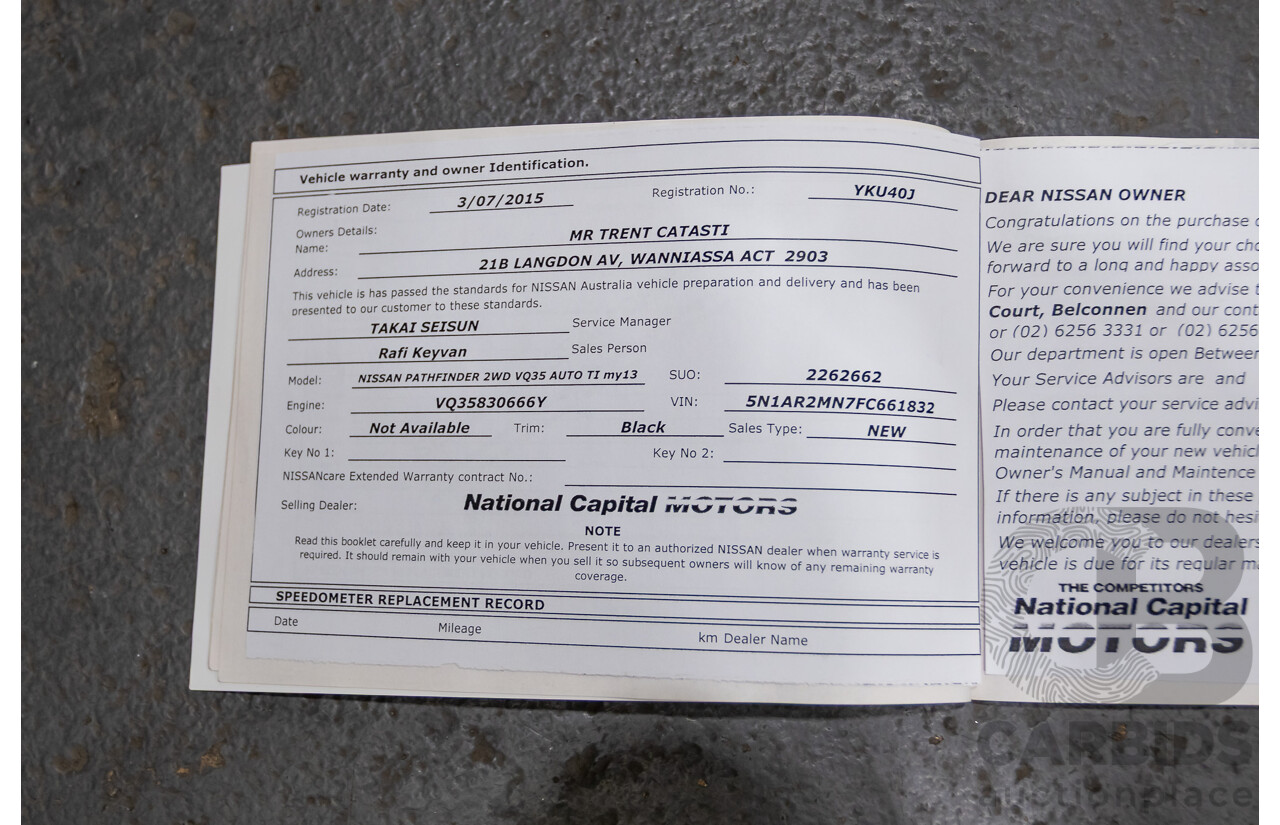 Vehicle warranty and owner Identification.
Registration Date: 3/07/2015 Registration No.: YKU40J
Owners Details:
Name: MR TRENT CATASTI
Address: 21B LANGDON AV, WANNIASSA ACT 2903
This vehicle is has passed the standards for NISSAN Australia vehicle preparation and delivery and has been
presented to our customer to these standards.
TAKAI SEISUN Service Manager
Rafi Keyvan Sales Person
Model: NISSAN PATHFINDER 2WD VQ35 AUTO TI my13 SUO: 2262662
Engine: VQ35830666Y VIN: 5N1AR2MN7FC661832
Colour: Not Available Trim: Black Sales Type: NEW
Key No 1: Key No 2:
NISSANcare Extended Warranty contract No.:
Selling Dealer: National Capital MOTORS
NOTE
Read this booklet carefully and keep it in your vehicle. Present it to an authorized NISSAN dealer when warranty service is
required. It should remain with your vehicle when you sell it so subsequent owners will know of any remaining warranty
coverage.
SPEEDOMETER REPLACEMENT RECORD
Date Mileage km Dealer Name
DEAR NISSAN OWNER
Congratulations on the purchase
We are sure you will find your
forward to a long and happy
For your convenience we advise
Court, Belconnen and our
or (02) 6256 3331 or (02) 6256
Our department is open Between
Your Service Advisors are and
Please contact your service
In order that you are fully
maintenance of your new
Owner's Manual and Maintence
If there is any subject in these
information, please do not
We welcome you to our
vehicle is due for its regular
THE COMPETITORS
National Capital
MOTORS
CARBIDS
auctionplace